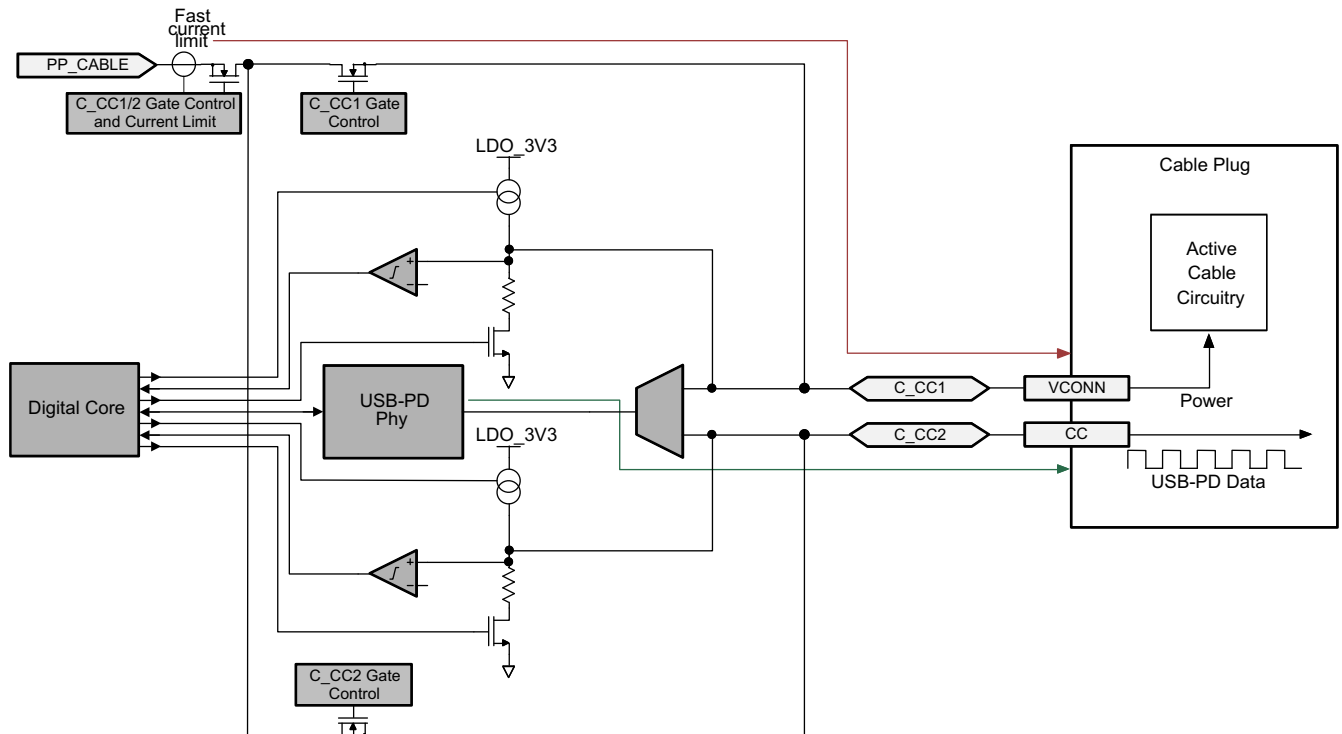 Fast
current
limit
PP_CABLE
C_CC1/2 Gate Control
and Current Limit
C_CC1 Gate
Control
LDO_3V3
Cable Plug
Active
Cable
Circuitry
+
−
Digital Core
USB-PD
Phy
C_CC1
VCONN
Power
LDO_3V3
C_CC2
CC
USB-PD Data
+
−
C_CC2 Gate
Control